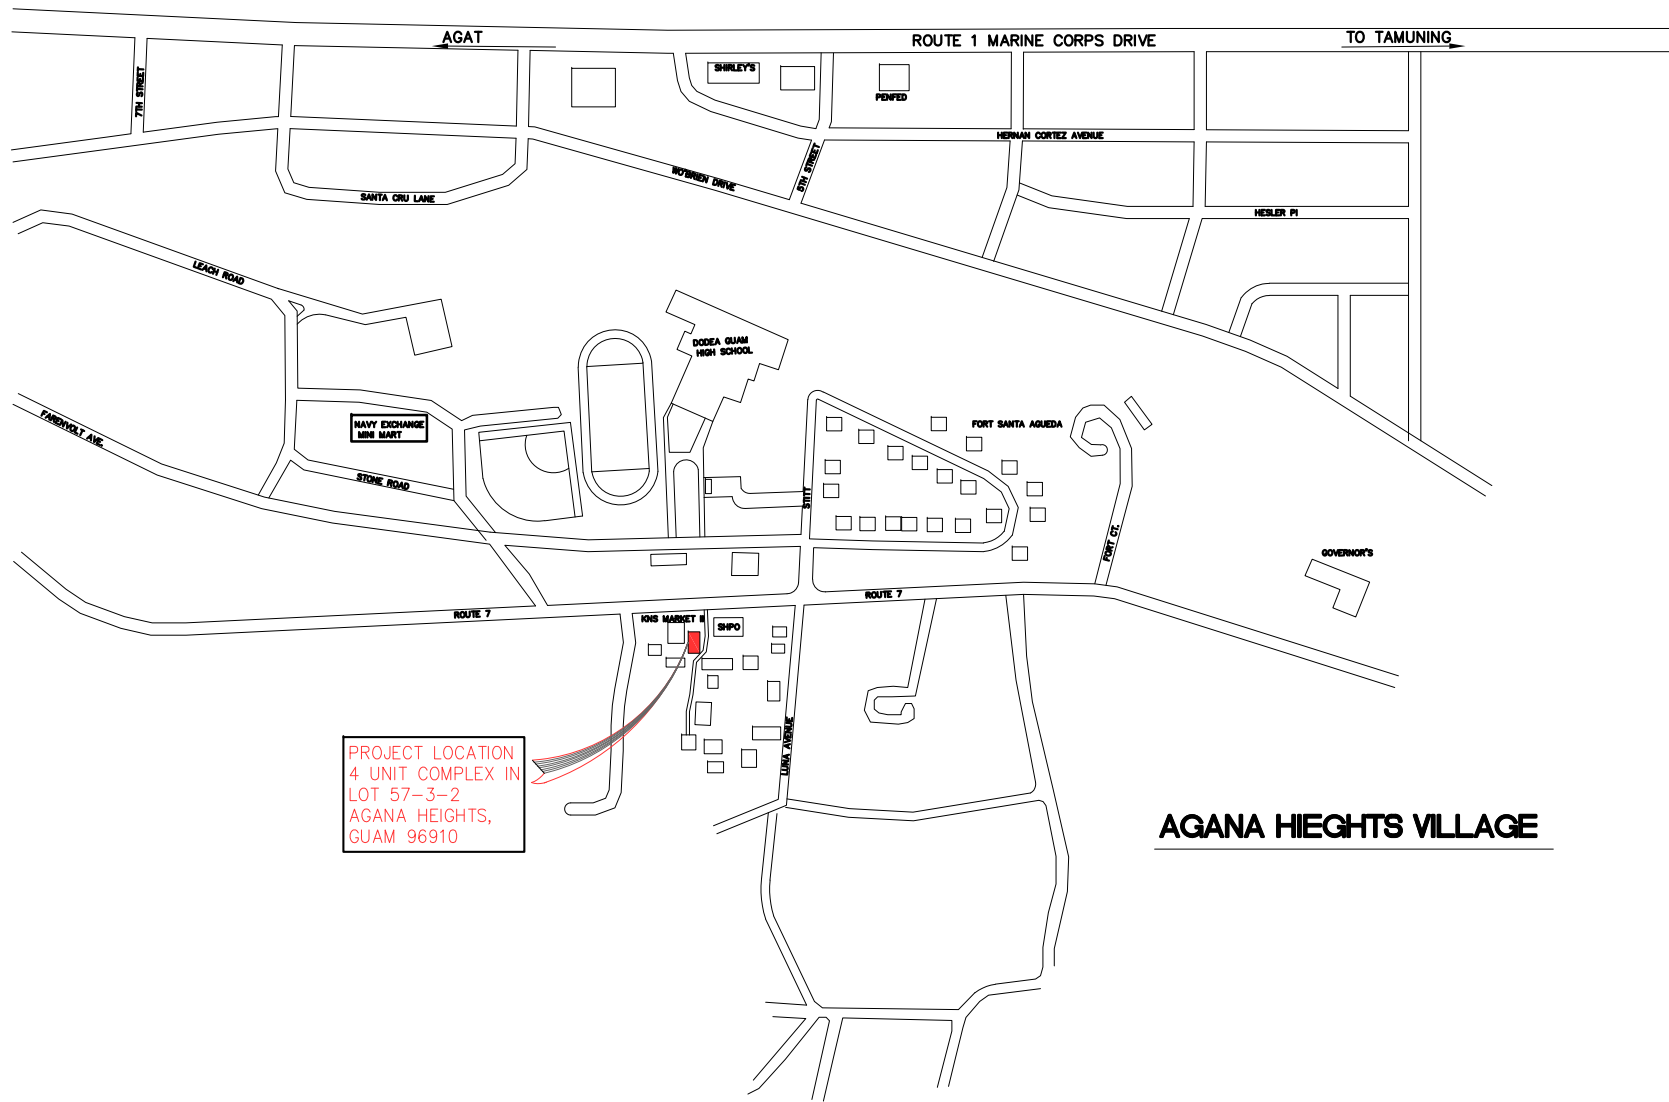 AGAT
ROUTE 1 MARINE CORPS DRIVE
TO TAMUNING
SHIRLEY'S
7TH STREET
PENFED
HERNAN CORTEZ AVENUE
5TH STREET
WO'BRIEN DRIVE
SANTA CRU LANE
HESLER Pl
LEACH ROAD
DODEA GUAM
HIGH SCHOOL
FARENVOLT AVE.
NAVY EXCHANGE
MINI MART
FORT SANTA AGUEDA
STONE ROAD
STITT
FORT CT.
GOVERNOR'S
ROUTE 7
ROUTE 7
KNS MARKET II
SHPO
LUNA AVENUE
PROJECT LOCATION
4 UNIT COMPLEX IN
LOT 57-3-2
AGANA HEIGHTS,
GUAM 96910
AGANA HIEGHTS VILLAGE